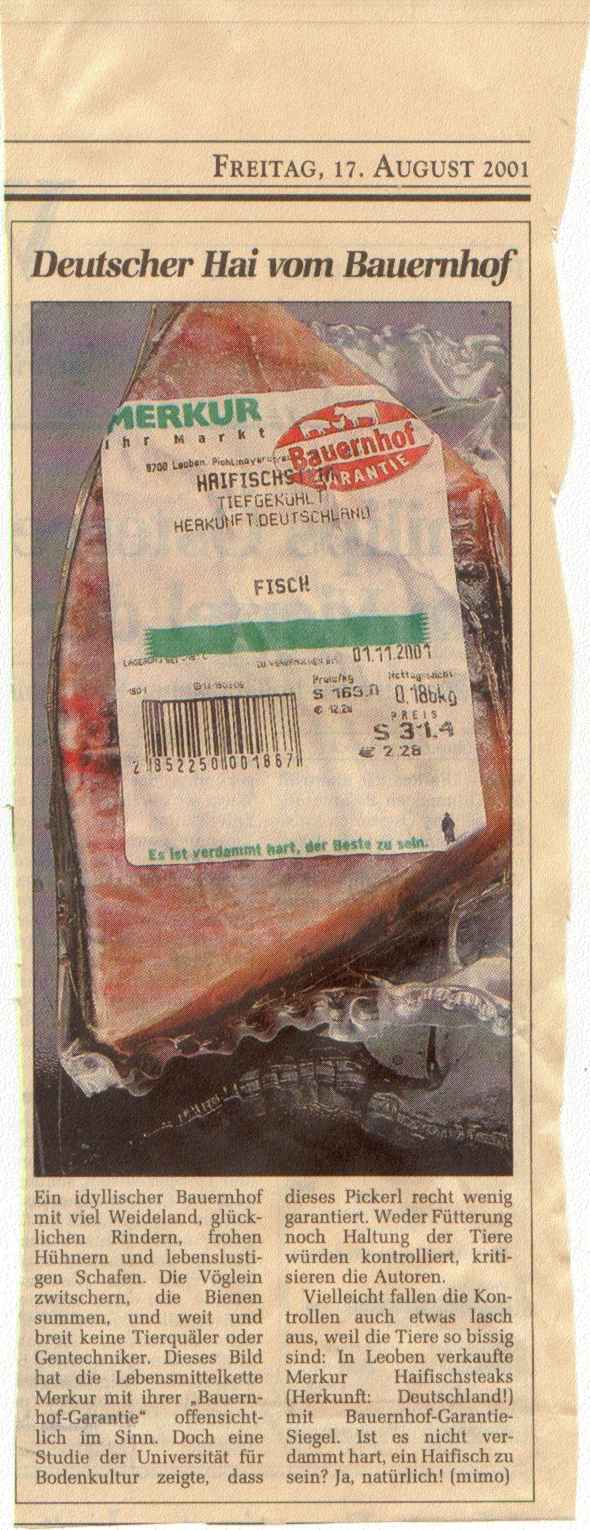 FREITAG, 17. AUGUST 2001
Deutscher Hai vom Bauernhof
MERKUR
Ihr Markt
Bauernhof
GARANTIE
8700 Leoben,
HAIFISCHST
TIEFGEKÜHLT
HERKUNFT:DEUTSCHLAND
FISCH
01.11.2001
Preis/kg
Nettogewicht
S 169.0
0.186kg
€ 12.28
PREIS
S 31.4
€ 2.28
2 852250 001867
Es ist verdammt hart, der Beste zu sein.
Ein idyllischer Bauernhof
mit viel Weideland, glück-
lichen Rindern, frohen
Hühnern und lebenslusti-
gen Schafen. Die Vöglein
zwitschern, die Bienen
summen, und weit und
breit keine Tierquäler oder
Gentechniker. Dieses Bild
hat die Lebensmittelkette
Merkur mit ihrer „Bauern-
hof-Garantie“ offensicht-
lich im Sinn. Doch eine
Studie der Universität für
Bodenkultur zeigte, dass
dieses Pickerl recht wenig
garantiert. Weder Fütterung
noch Haltung der Tiere
würden kontrolliert, kriti-
sieren die Autoren.
Vielleicht fallen die Kon-
trollen auch etwas lasch
aus, weil die Tiere so bissig
sind: In Leoben verkaufte
Merkur Haifischsteaks
(Herkunft: Deutschland!)
mit Bauernhof-Garantie-
Siegel. Ist es nicht ver-
dammt hart, ein Haifisch zu
sein? Ja, natürlich! (mimo)